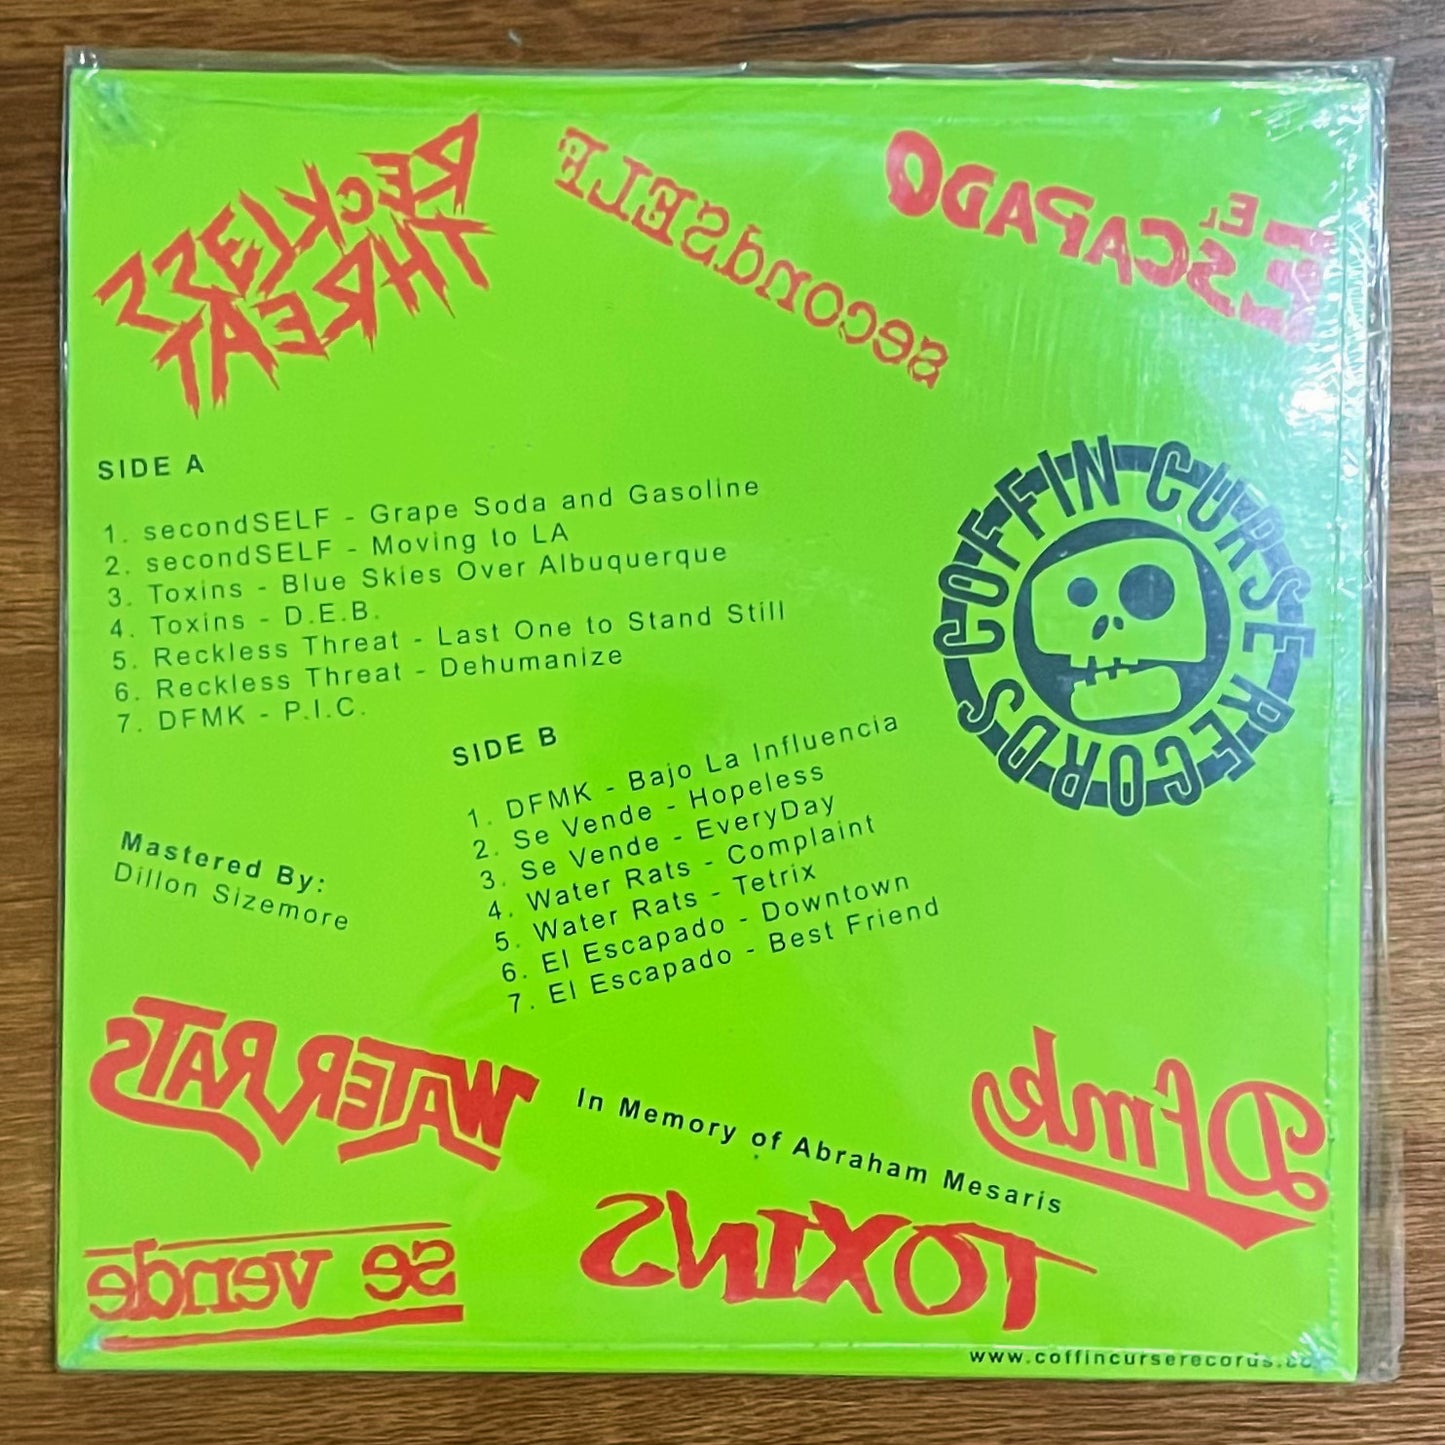 RECKLESS
THREAT
secondSELF
EL
ESCAPADO
COFFIN CURSE RECORDS
SIDE A
1. secondSELF - Grape Soda and Gasoline
2. secondSELF - Moving to LA
3. Toxins - Blue Skies Over Albuquerque
4. Toxins - D.E.B.
5. Reckless Threat - Last One to Stand Still
6. Reckless Threat - Dehumanize
7. DFMK - P.I.C.
SIDE B
1. DFMK - Bajo La Influencia
2. Se Vende - Hopeless
3. Se Vende - EveryDay
4. Water Rats - Complaint
5. Water Rats - Tetrix
6. El Escapado - Downtown
7. El Escapado - Best Friend
Mastered By:
Dillon Sizemore
WATER RATS
In Memory of Abraham Mesaris
Dfmk
se vende
TOXINS
www.coffincurserecords.co